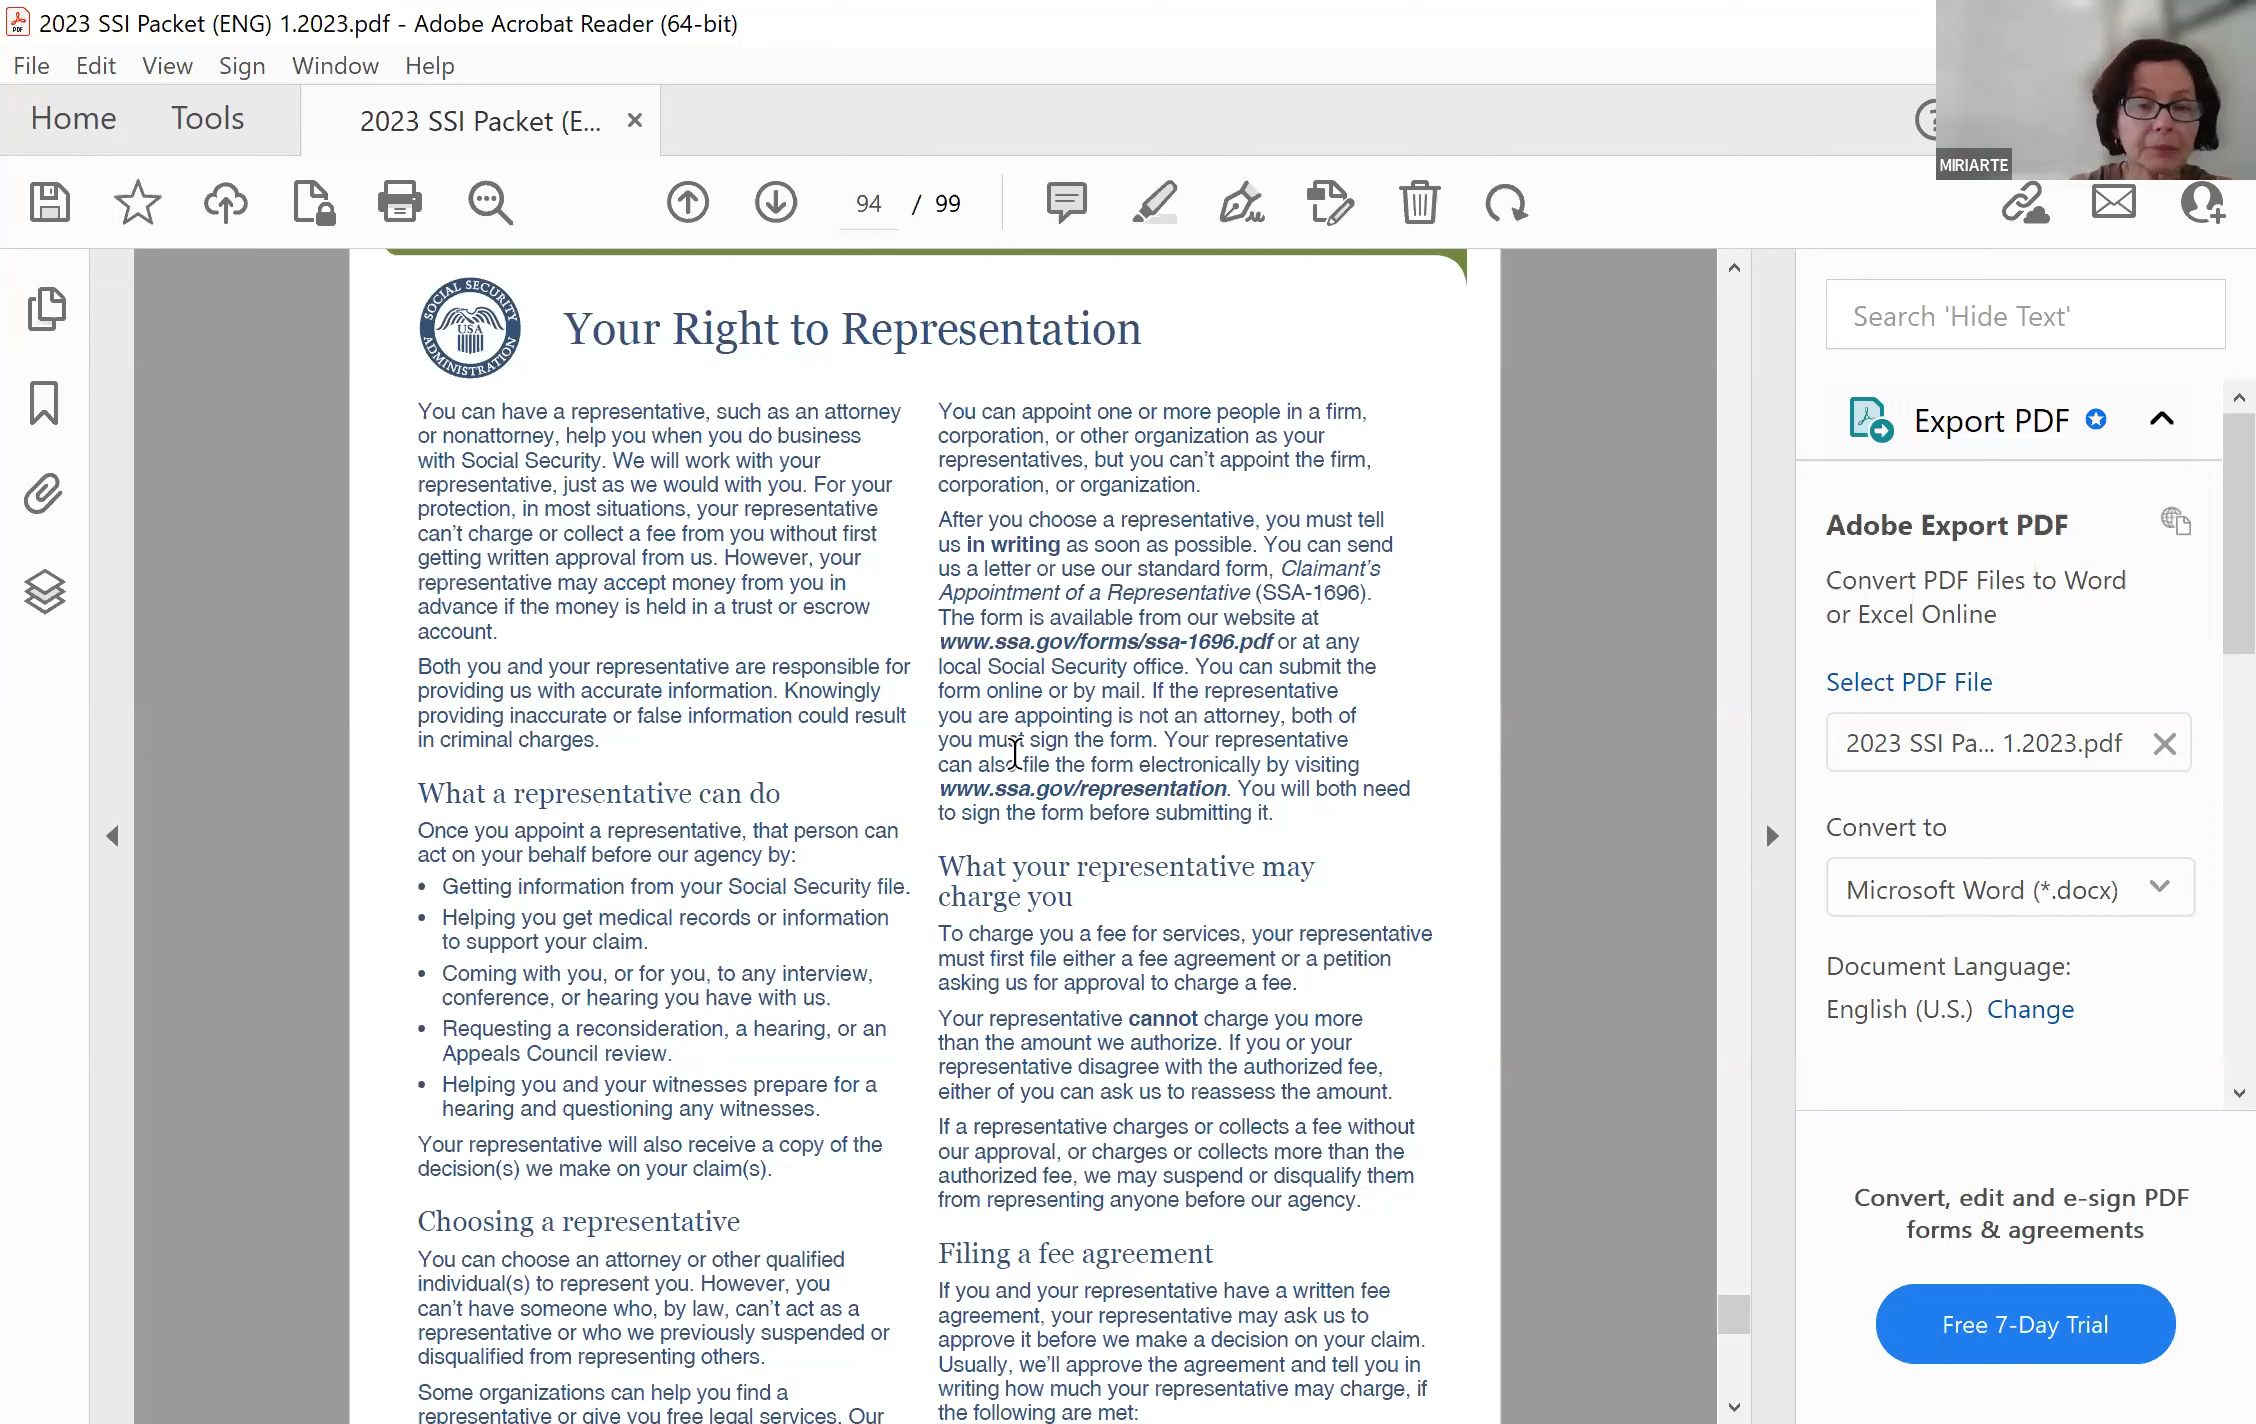 2023 SSI Packet (ENG) 1.2023.pdf - Adobe Acrobat Reader (64-bit)
File Edit View Sign Window Help
Home Tools 2023 SSI Packet (E...
94 / 99
MIRIARTE
SOCIAL SECURITY
USA
ADMINISTRATION
Your Right to Representation
You can have a representative, such as an attorney
or nonattorney, help you when you do business
with Social Security. We will work with your
representative, just as we would with you. For your
protection, in most situations, your representative
can't charge or collect a fee from you without first
getting written approval from us. However, your
representative may accept money from you in
advance if the money is held in a trust or escrow
account.
Both you and your representative are responsible for
providing us with accurate information. Knowingly
providing inaccurate or false information could result
in criminal charges.
What a representative can do
Once you appoint a representative, that person can
act on your behalf before our agency by:
• Getting information from your Social Security file.
• Helping you get medical records or information
to support your claim.
• Coming with you, or for you, to any interview,
conference, or hearing you have with us.
• Requesting a reconsideration, a hearing, or an
Appeals Council review.
• Helping you and your witnesses prepare for a
hearing and questioning any witnesses.
Your representative will also receive a copy of the
decision(s) we make on your claim(s).
Choosing a representative
You can choose an attorney or other qualified
individual(s) to represent you. However, you
can't have someone who, by law, can't act as a
representative or who we previously suspended or
disqualified from representing others.
Some organizations can help you find a
representative or give you free legal services. Our
You can appoint one or more people in a firm,
corporation, or other organization as your
representatives, but you can't appoint the firm,
corporation, or organization.
After you choose a representative, you must tell
us in writing as soon as possible. You can send
us a letter or use our standard form, Claimant's
Appointment of a Representative (SSA-1696).
The form is available from our website at
www.ssa.gov/forms/ssa-1696.pdf or at any
local Social Security office. You can submit the
form online or by mail. If the representative
you are appointing is not an attorney, both of
you must sign the form. Your representative
can also file the form electronically by visiting
www.ssa.gov/representation. You will both need
to sign the form before submitting it.
What your representative may
charge you
To charge you a fee for services, your representative
must first file either a fee agreement or a petition
asking us for approval to charge a fee.
Your representative cannot charge you more
than the amount we authorize. If you or your
representative disagree with the authorized fee,
either of you can ask us to reassess the amount.
If a representative charges or collects a fee without
our approval, or charges or collects more than the
authorized fee, we may suspend or disqualify them
from representing anyone before our agency.
Filing a fee agreement
If you and your representative have a written fee
agreement, your representative may ask us to
approve it before we make a decision on your claim.
Usually, we'll approve the agreement and tell you in
writing how much your representative may charge, if
the following are met:
Search 'Hide Text'
Export PDF
Adobe Export PDF
Convert PDF Files to Word
or Excel Online
Select PDF File
2023 SSI Pa... 1.2023.pdf
Convert to
Microsoft Word (*.docx)
Document Language:
English (U.S.) Change
Convert, edit and e-sign PDF
forms & agreements
Free 7-Day Trial